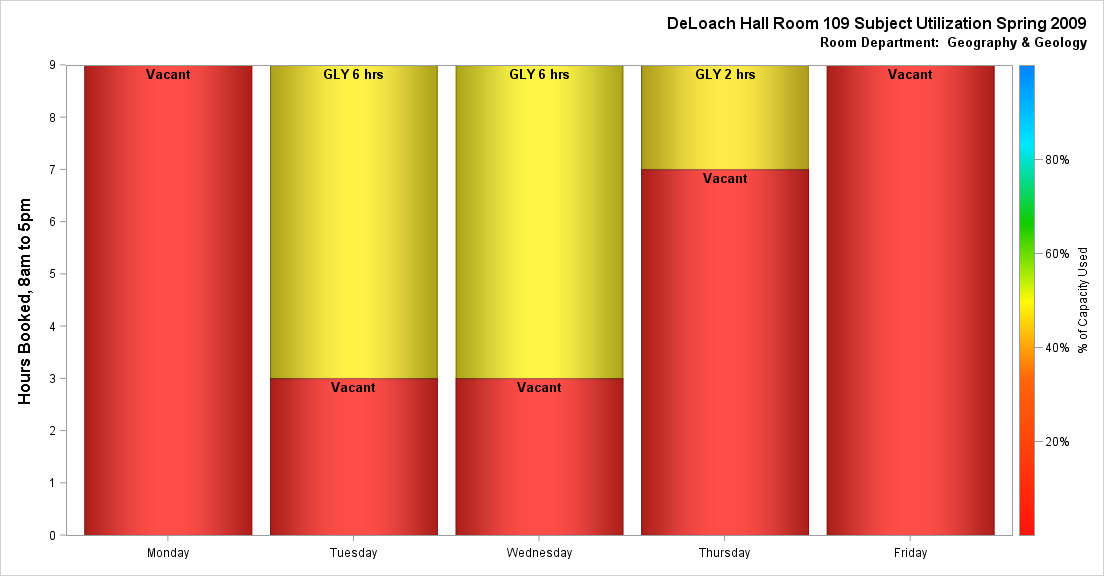 DeLoach Hall Room 109 Subject Utilization Spring 2009
Room Department:  Geography & Geology
Hours Booked, 8am to 5pm
9
8
7
6
5
4
3
2
1
0
Vacant
GLY 6 hrs
GLY 6 hrs
GLY 2 hrs
Vacant
Vacant
Vacant
Vacant
Monday
Tuesday
Wednesday
Thursday
Friday
80%
60%
40%
20%
% of Capacity Used